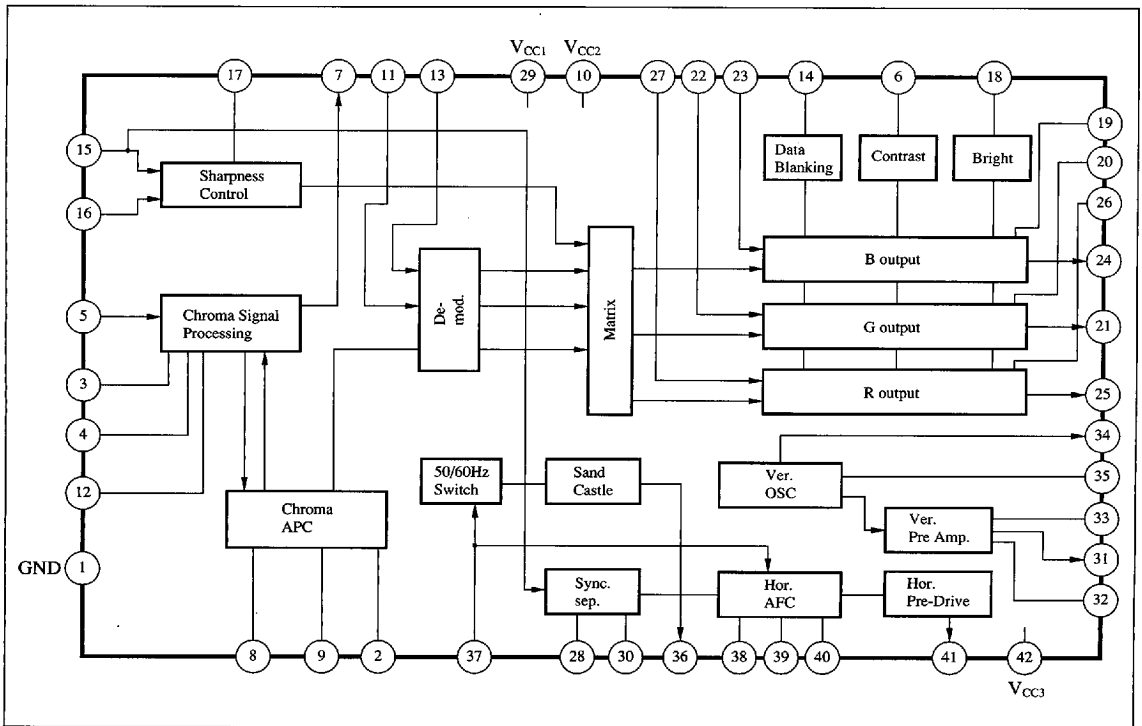 V_CC1 V_CC2
17 7 11 13 29 10 27 22 23 14 6 18
15
19
Data
Blanking
Contrast
Bright
20
Sharpness
Control
16
26
B output
24
De-
mod.
Matrix
5
Chroma Signal
Processing
G output
21
3
R output
25
4
34
50/60Hz
Switch
Sand
Castle
Ver.
OSC
35
12
Chroma
APC
Ver.
Pre Amp.
33
31
GND 1
Sync.
sep.
Hor.
AFC
Hor.
Pre-Drive
32
8 9 2 37 28 30 36 38 39 40 41 42
V_CC3